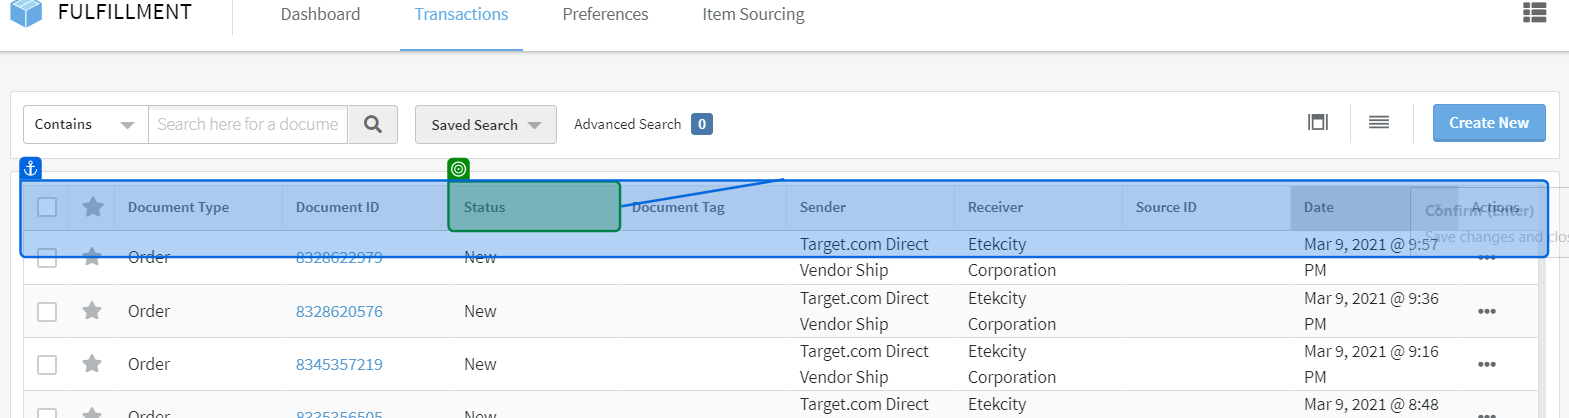 FULFILLMENT Dashboard Transactions Preferences Item Sourcing
Contains Search here for a docume Saved Search Advanced Search 0 Create New
Document Type Document ID Status Document Tag Sender Receiver Source ID Date Actions
Confirm (Enter)
Save changes and clos
Order 8328622979 New Target.com Direct Vendor Ship Etekcity Corporation Mar 9, 2021 @ 9:57 PM
Order 8328620576 New Target.com Direct Vendor Ship Etekcity Corporation Mar 9, 2021 @ 9:36 PM
Order 8345357219 New Target.com Direct Vendor Ship Etekcity Corporation Mar 9, 2021 @ 9:16 PM
Order 8335356505 New Target.com Direct Etekcity Mar 9, 2021 @ 8:48